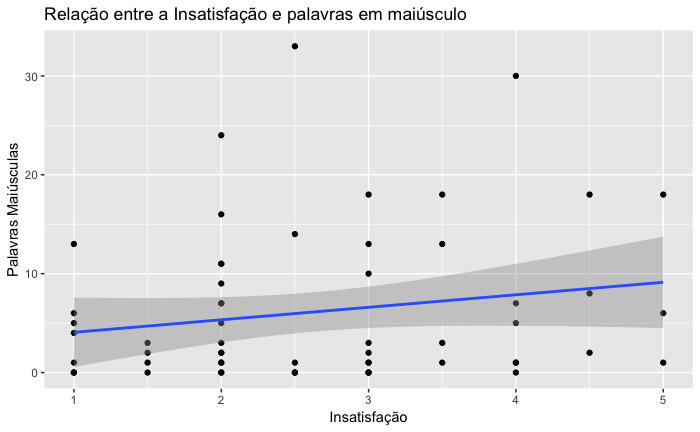 Relação entre a Insatisfação e palavras em maiúsculo
30
20
10
0
Palavras Maiúsculas
1 2 3 4 5
Insatisfação